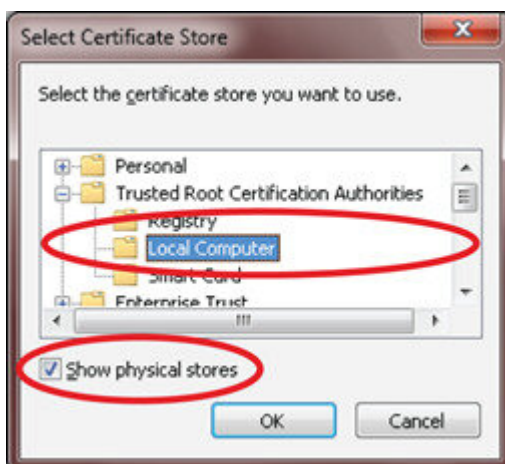 Select Certificate Store
Select the certificate store you want to use.
Personal
Trusted Root Certification Authorities
Registry
Local Computer
Smart Card
Enterprise Trust
Show physical stores
OK
Cancel